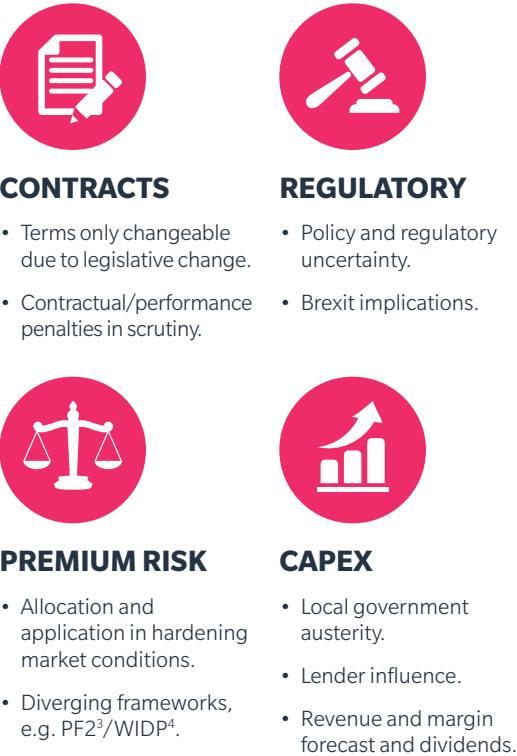 CONTRACTS
• Terms only changeable
due to legislative change.
• Contractual/performance
penalties in scrutiny.
REGULATORY
• Policy and regulatory
uncertainty.
• Brexit implications.
PREMIUM RISK
• Allocation and
application in hardening
market conditions.
• Diverging frameworks,
e.g. PF2³/WIDP⁴.
CAPEX
• Local government
austerity.
• Lender influence.
• Revenue and margin
forecast and dividends.